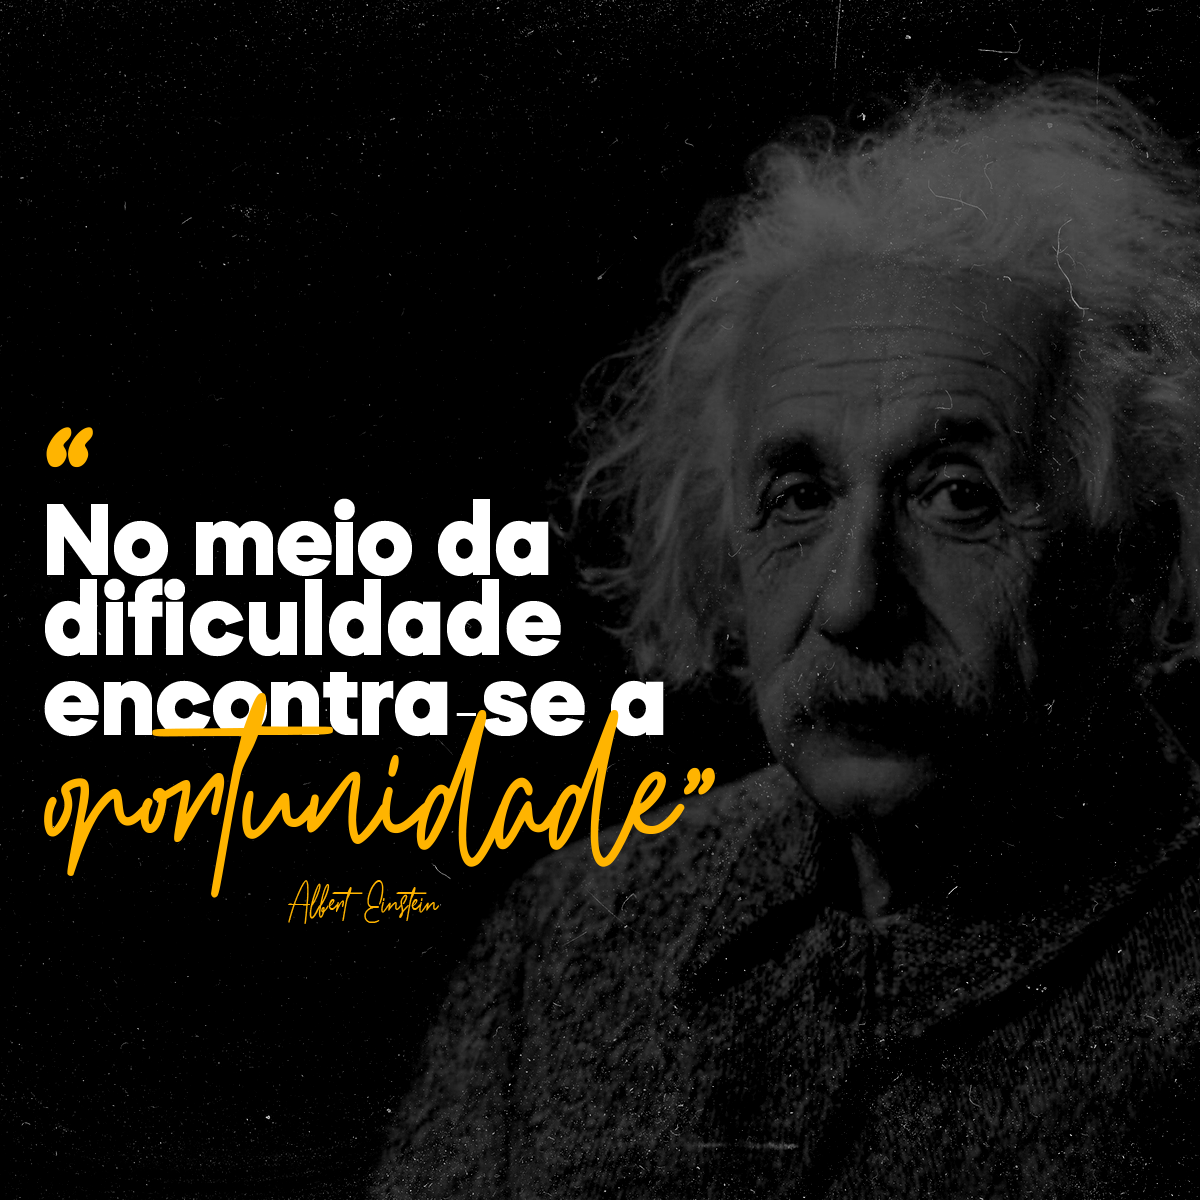 “
No meio da
dificuldade
encontra-se a
oportunidade”
Albert Einstein